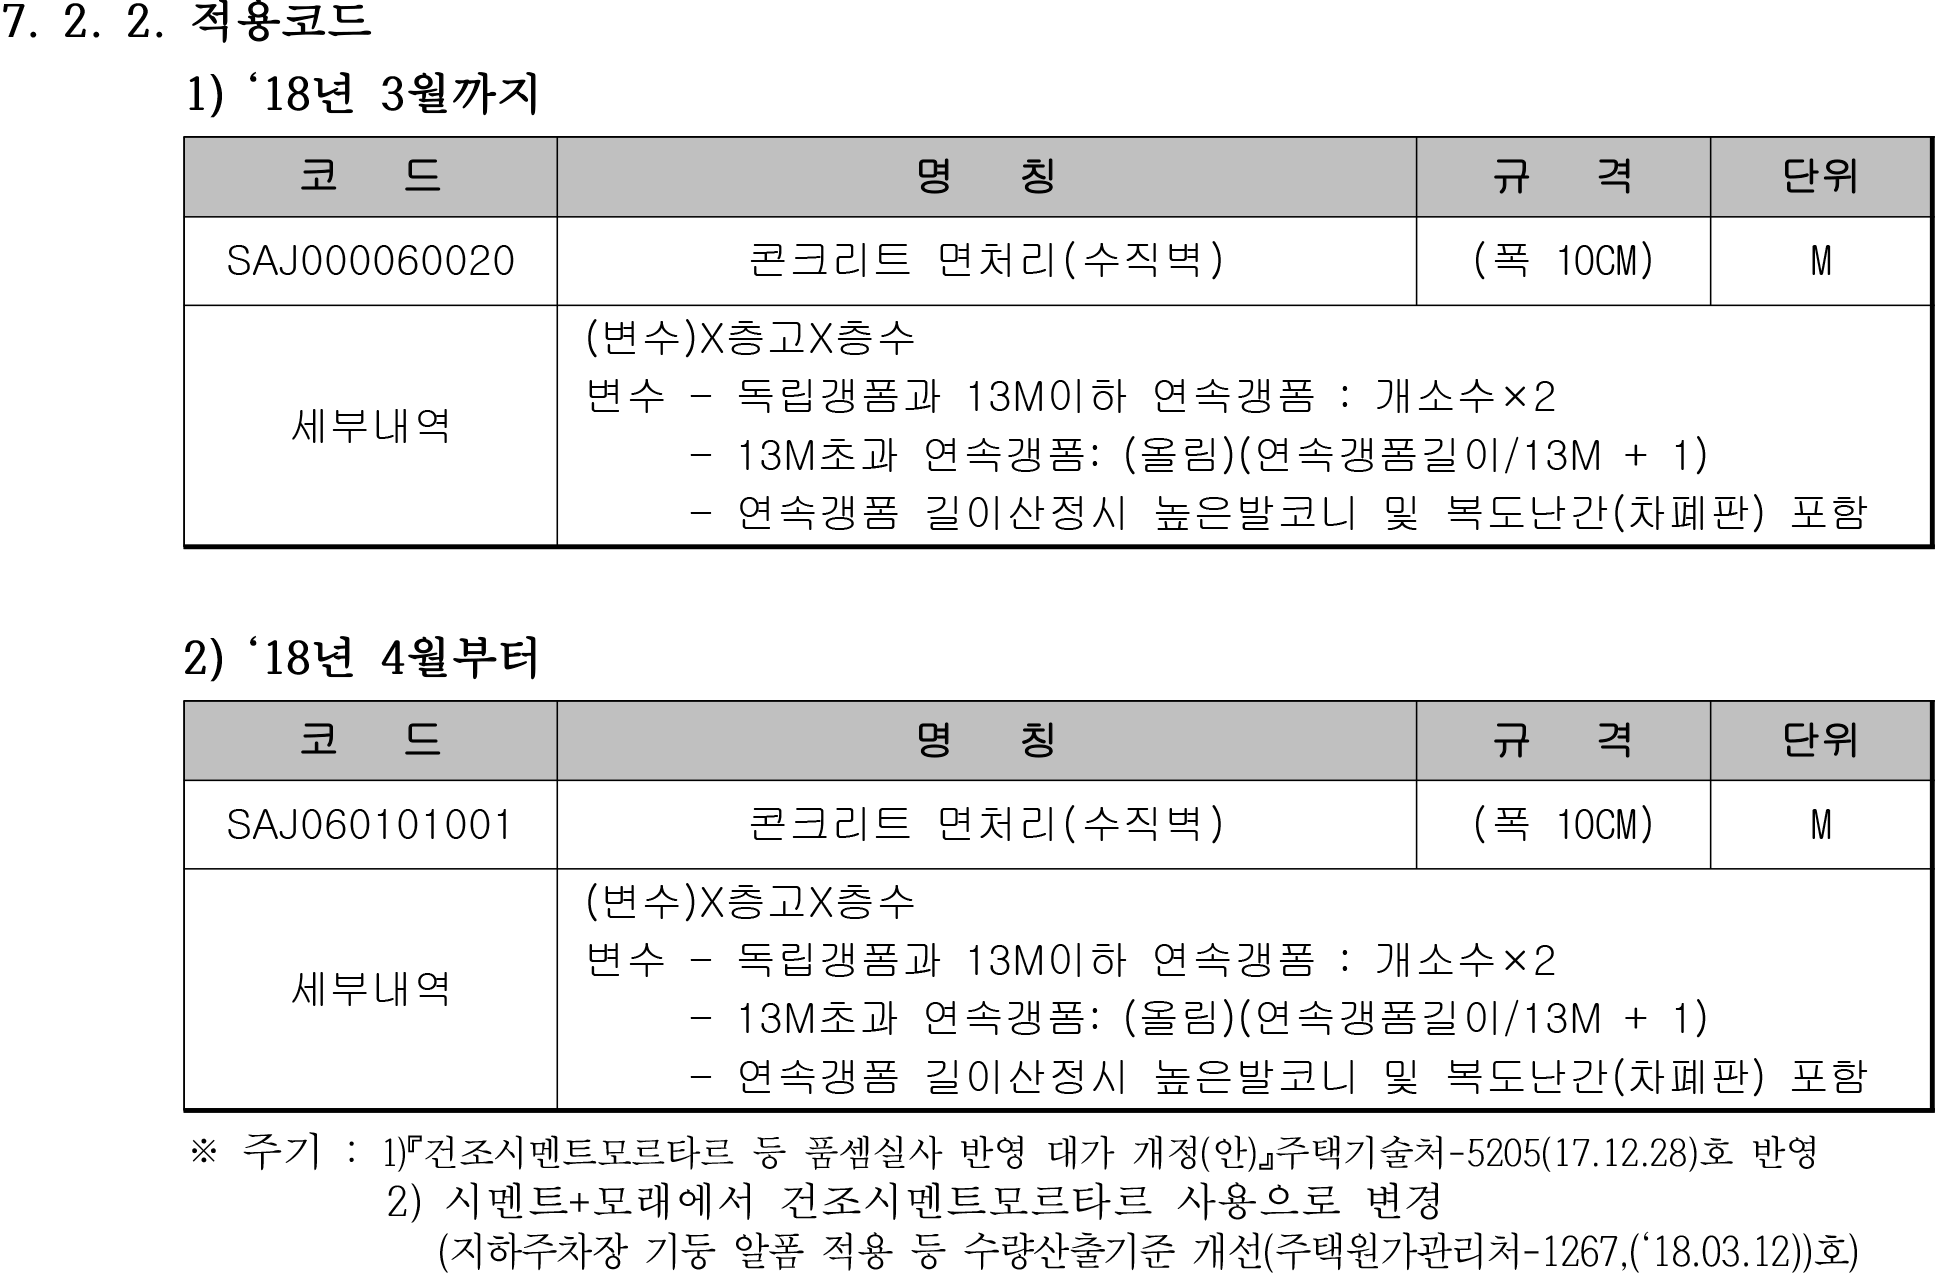 7. 2. 2. 적용코드
1) ‘18년 3월까지
코 드 명 칭 규 격 단위
SAJ000060020 콘크리트 면처리(수직벽) (폭 10CM) M
세부내역
(변수)X층고X층수
변수 - 독립갱폼과 13M이하 연속갱폼 : 개소수×2
- 13M초과 연속갱폼: (올림)(연속갱폼길이/13M + 1)
- 연속갱폼 길이산정시 높은발코니 및 복도난간(차폐판) 포함
2) ‘18년 4월부터
코 드 명 칭 규 격 단위
SAJ060101001 콘크리트 면처리(수직벽) (폭 10CM) M
세부내역
(변수)X층고X층수
변수 - 독립갱폼과 13M이하 연속갱폼 : 개소수×2
- 13M초과 연속갱폼: (올림)(연속갱폼길이/13M + 1)
- 연속갱폼 길이산정시 높은발코니 및 복도난간(차폐판) 포함
※ 주기 : 1)『건조시멘트모르타르 등 품셈실사 반영 대가 개정(안)』주택기술처-5205(17.12.28)호 반영
2) 시멘트+모래에서 건조시멘트모르타르 사용으로 변경
(지하주차장 기둥 알폼 적용 등 수량산출기준 개선(주택원가관리처-1267,(‘18.03.12))호)